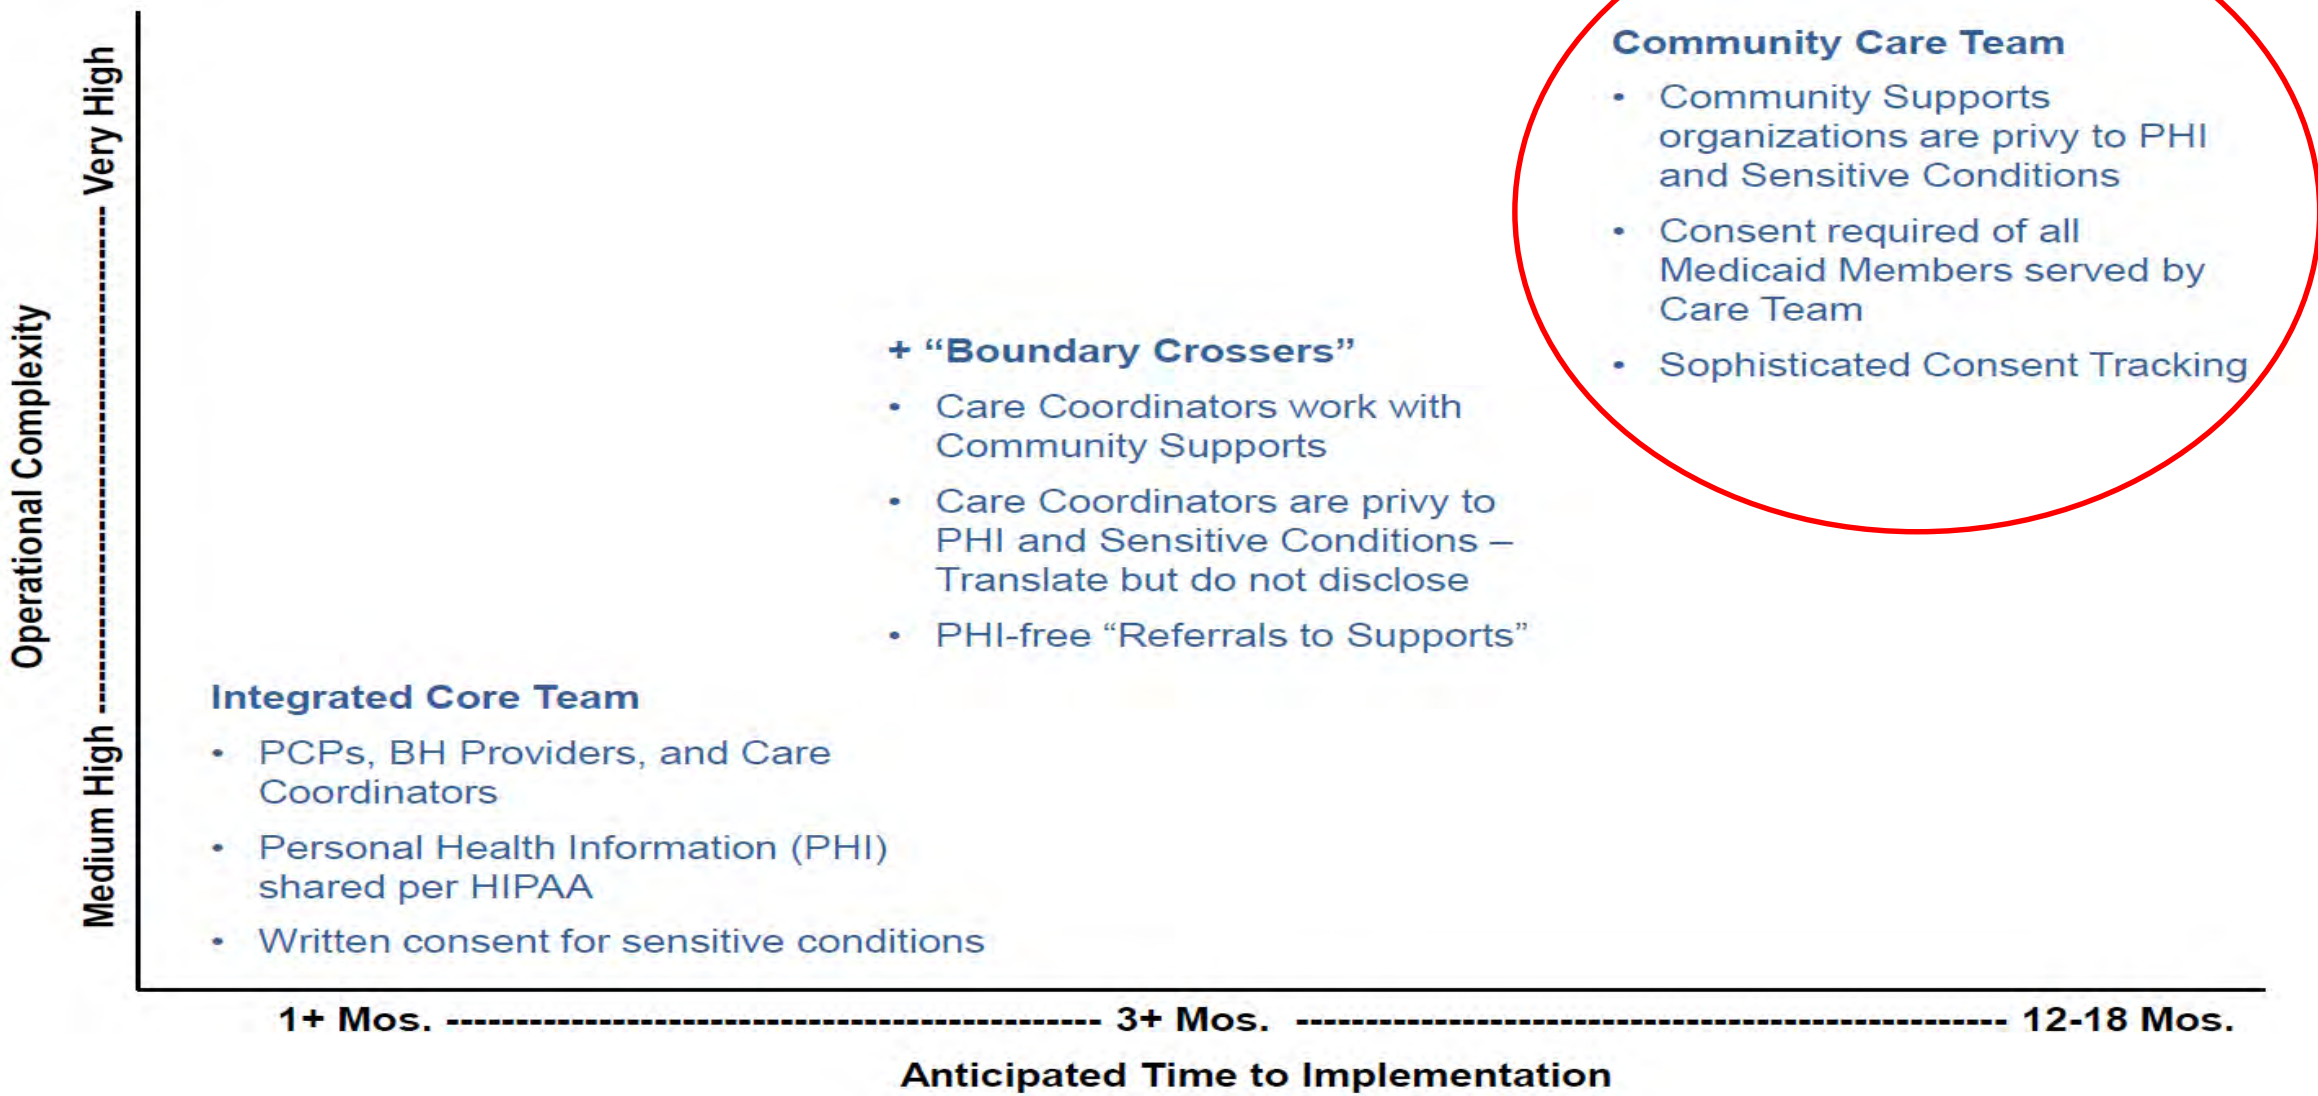 Operational Complexity
Medium High ------------------------------------------------ Very High
Community Care Team
• Community Supports
organizations are privy to PHI
and Sensitive Conditions
• Consent required of all
Medicaid Members served by
Care Team
• Sophisticated Consent Tracking
+ “Boundary Crossers”
• Care Coordinators work with
Community Supports
• Care Coordinators are privy to
PHI and Sensitive Conditions –
Translate but do not disclose
• PHI-free “Referrals to Supports”
Integrated Core Team
• PCPs, BH Providers, and Care
Coordinators
• Personal Health Information (PHI)
shared per HIPAA
• Written consent for sensitive conditions
1+ Mos. ------------------------------------------------ 3+ Mos. ---------------------------------------------------- 12-18 Mos.
Anticipated Time to Implementation